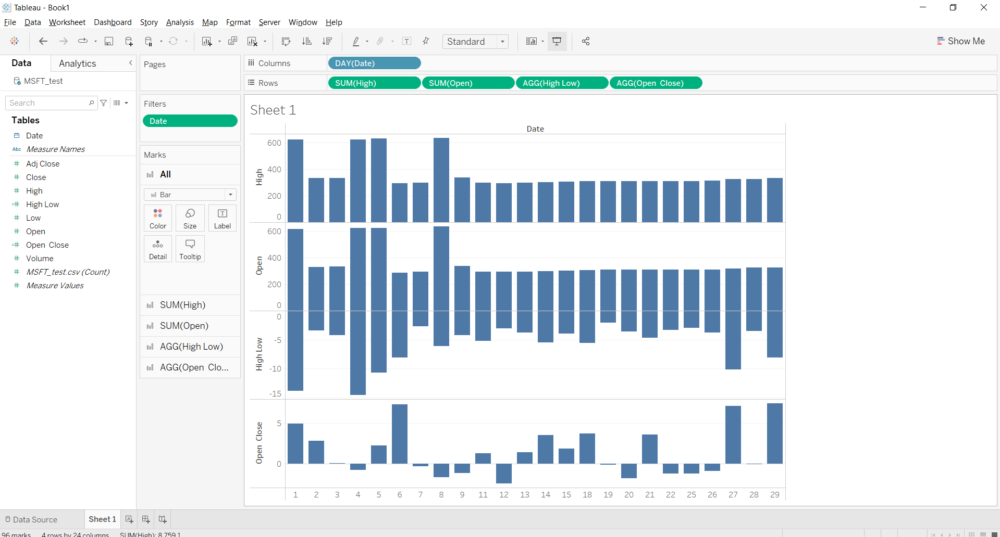 Tableau - Book1
File Data Worksheet Dashboard Story Analysis Map Format Server Window Help
Standard
Show Me
Data Analytics
MSFT_test
Search
Tables
Date
Abc Measure Names
Adj Close
Close
High
High Low
Low
Open
Open  Close
Volume
MSFT_test.csv (Count)
Measure Values
Pages
Filters
Date
Marks
All
Bar
Color Size Label
Detail Tooltip
SUM(High)
SUM(Open)
AGG(High Low)
AGG(Open  Clo...
Columns DAY(Date)
Rows SUM(High) SUM(Open) AGG(High Low) AGG(Open  Close)
Sheet 1
Date
High
600
400
200
0
Open
600
400
200
0
High Low
0
-5
-10
-15
Open  Close
5
0
1 2 3 4 5 6 7 8 9 11 12 13 14 15 18 19 20 21 22 25 26 27 28 29
Data Source Sheet 1
96 marks 4 rows by 24 columns SUM(High): 8,759.1